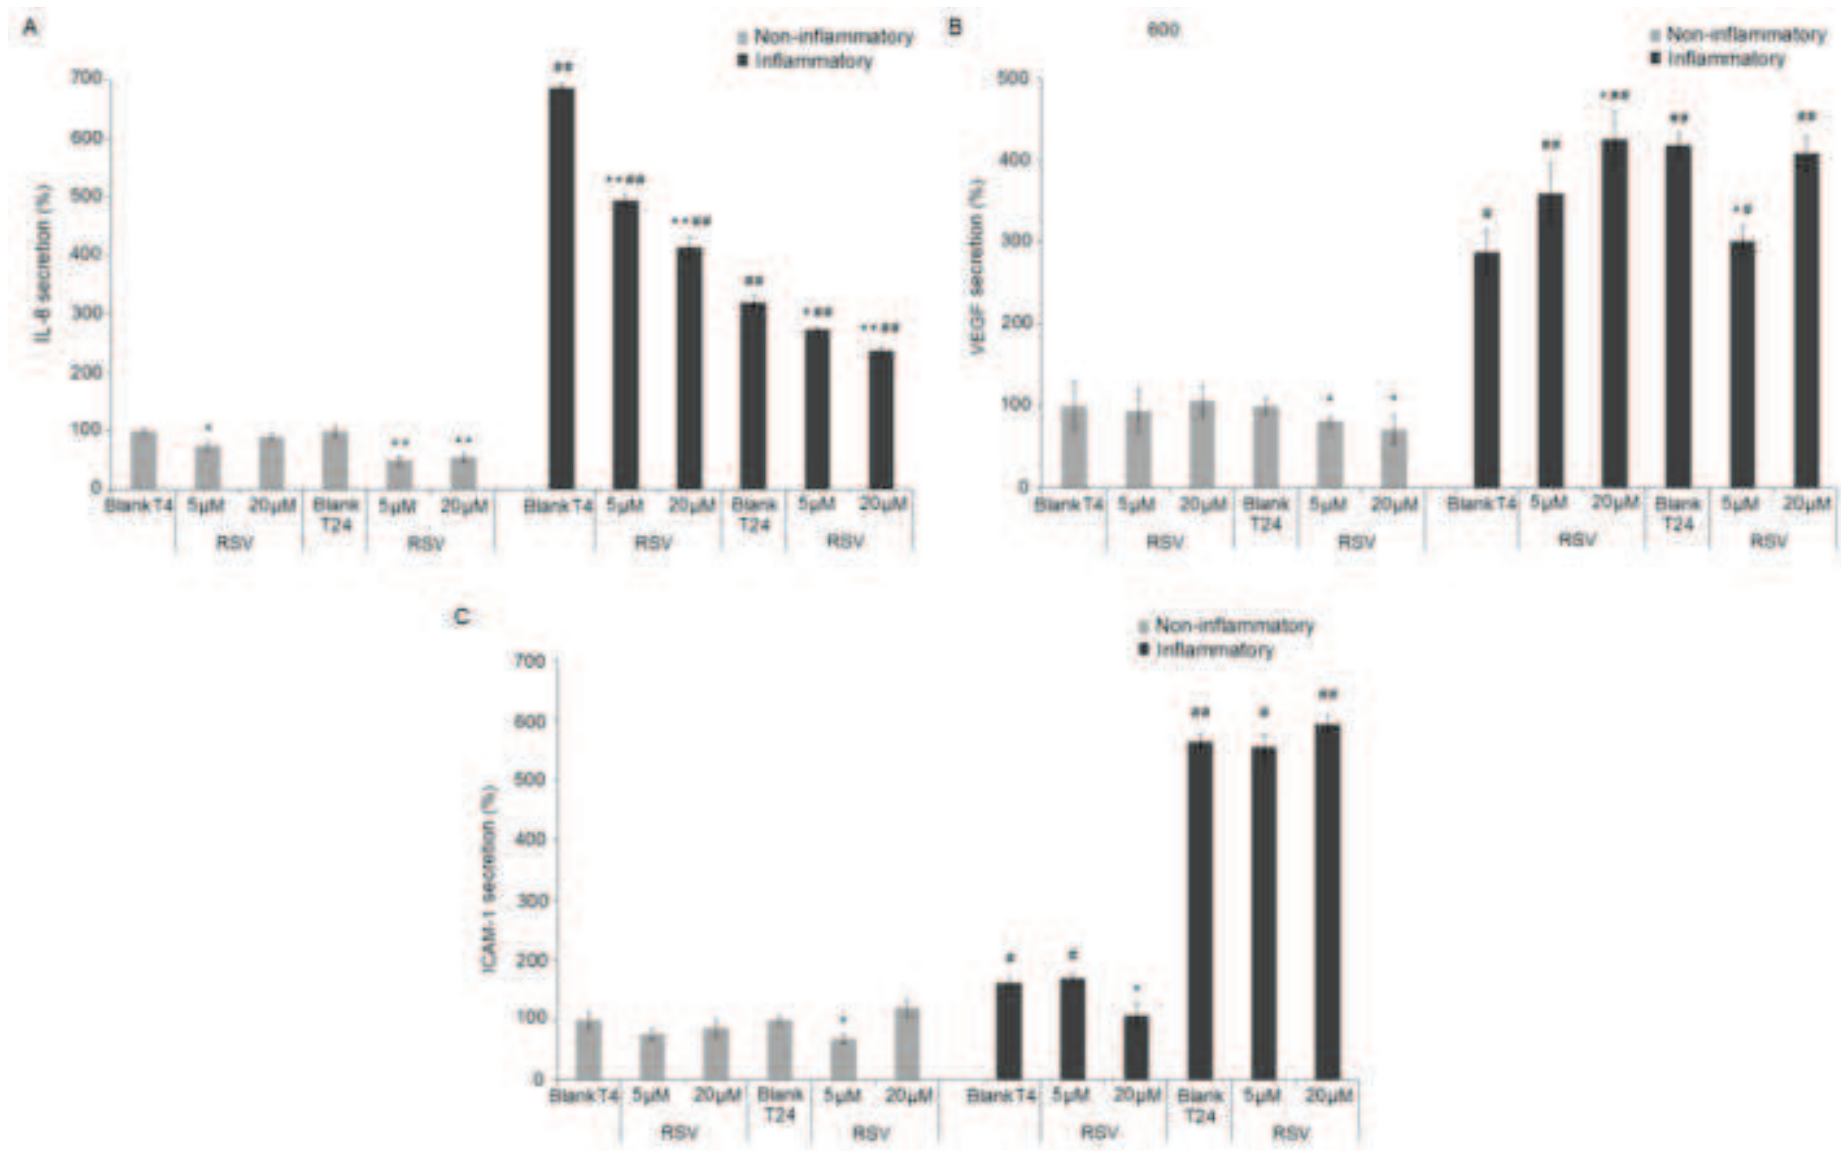 A
Non-inflammatory
Inflammatory
IL-8 secretion (%)
700
600
500
400
300
200
100
0
*
**
**
##
**##
**##
##
*##
**##
Blank T4 5µM 20µM Blank T24 5µM 20µM Blank T4 5µM 20µM Blank T24 5µM 20µM
RSV RSV RSV RSV
B
600
Non-inflammatory
Inflammatory
VEGF secretion (%)
500
400
300
200
100
0
*
*
#
##
*##
##
*#
##
Blank T4 5µM 20µM Blank T24 5µM 20µM Blank T4 5µM 20µM Blank T24 5µM 20µM
RSV RSV RSV RSV
C
Non-inflammatory
Inflammatory
ICAM-1 secretion (%)
700
600
500
400
300
200
100
0
*
#
#
*
##
#
##
Blank T4 5µM 20µM Blank T24 5µM 20µM Blank T4 5µM 20µM Blank T24 5µM 20µM
RSV RSV RSV RSV